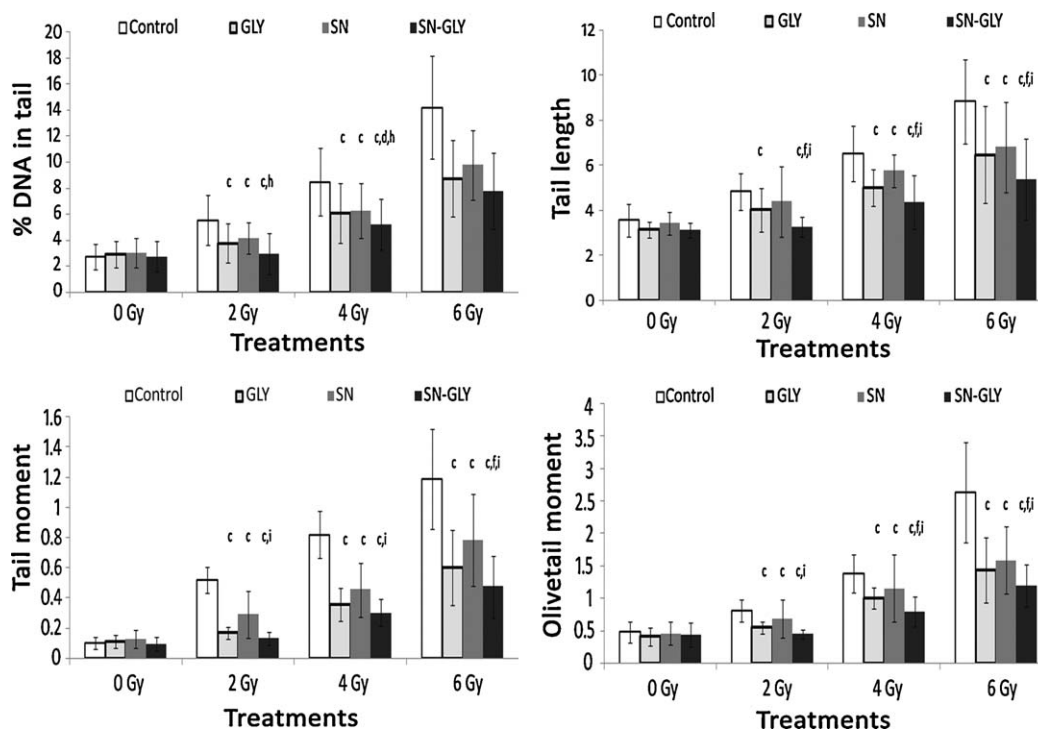 Control GLY SN SN-GLY
% DNA in tail
20
18
16
14
12
10
8
6
4
2
0
c c c,h
c c c,d,h
0 Gy 2 Gy 4 Gy 6 Gy
Treatments
Control GLY SN SN-GLY
Tail length
12
10
8
6
4
2
0
c c,f,i
c c c,f,i
c c c,f,i
0 Gy 2 Gy 4 Gy 6 Gy
Treatments
Control GLY SN SN-GLY
Tail moment
1.6
1.4
1.2
1
0.8
0.6
0.4
0.2
0
c c c,i
c c c,i
c c c,f,i
0 Gy 2 Gy 4 Gy 6 Gy
Treatments
Control GLY SN SN-GLY
Olivetail moment
4
3.5
3
2.5
2
1.5
1
0.5
0
c c c,i
c c c,f,i
c c c,f,i
0 Gy 2 Gy 4 Gy 6 Gy
Treatments